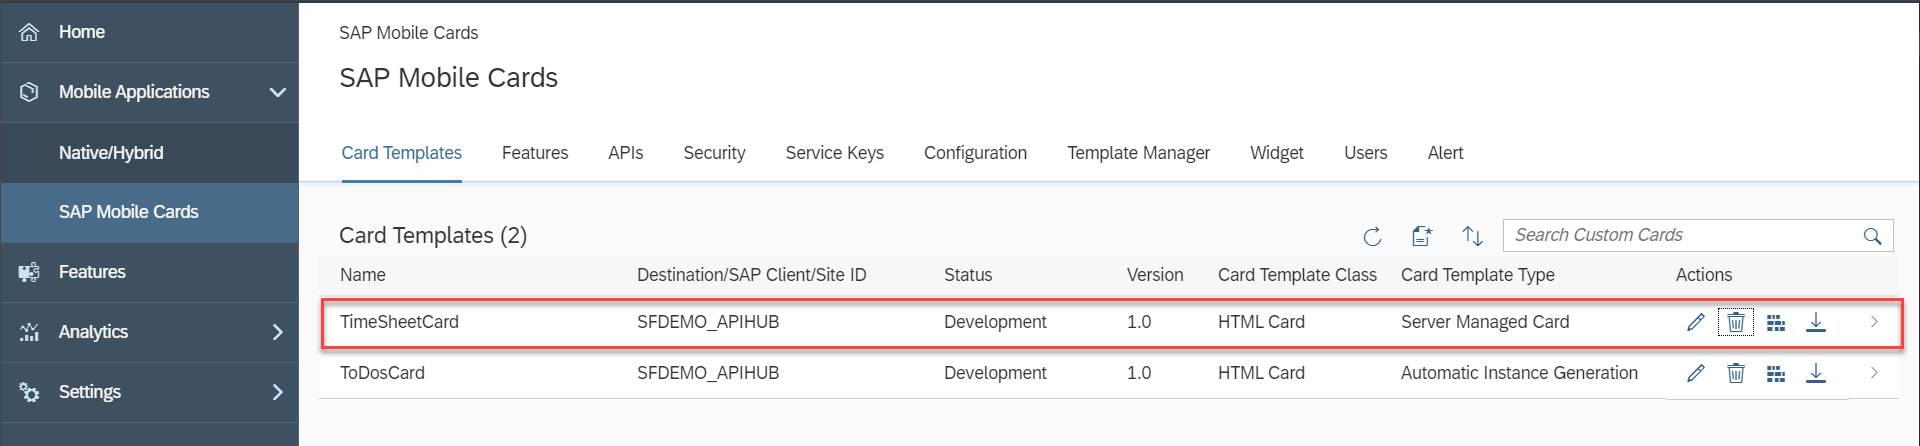 Home
Mobile Applications
Native/Hybrid
SAP Mobile Cards
Features
Analytics
Settings
SAP Mobile Cards
SAP Mobile Cards
Card Templates Features APIs Security Service Keys Configuration Template Manager Widget Users Alert
Card Templates (2)
Search Custom Cards
Name Destination/SAP Client/Site ID Status Version Card Template Class Card Template Type Actions
TimeSheetCard SFDEMO_APIHUB Development 1.0 HTML Card Server Managed Card
ToDosCard SFDEMO_APIHUB Development 1.0 HTML Card Automatic Instance Generation